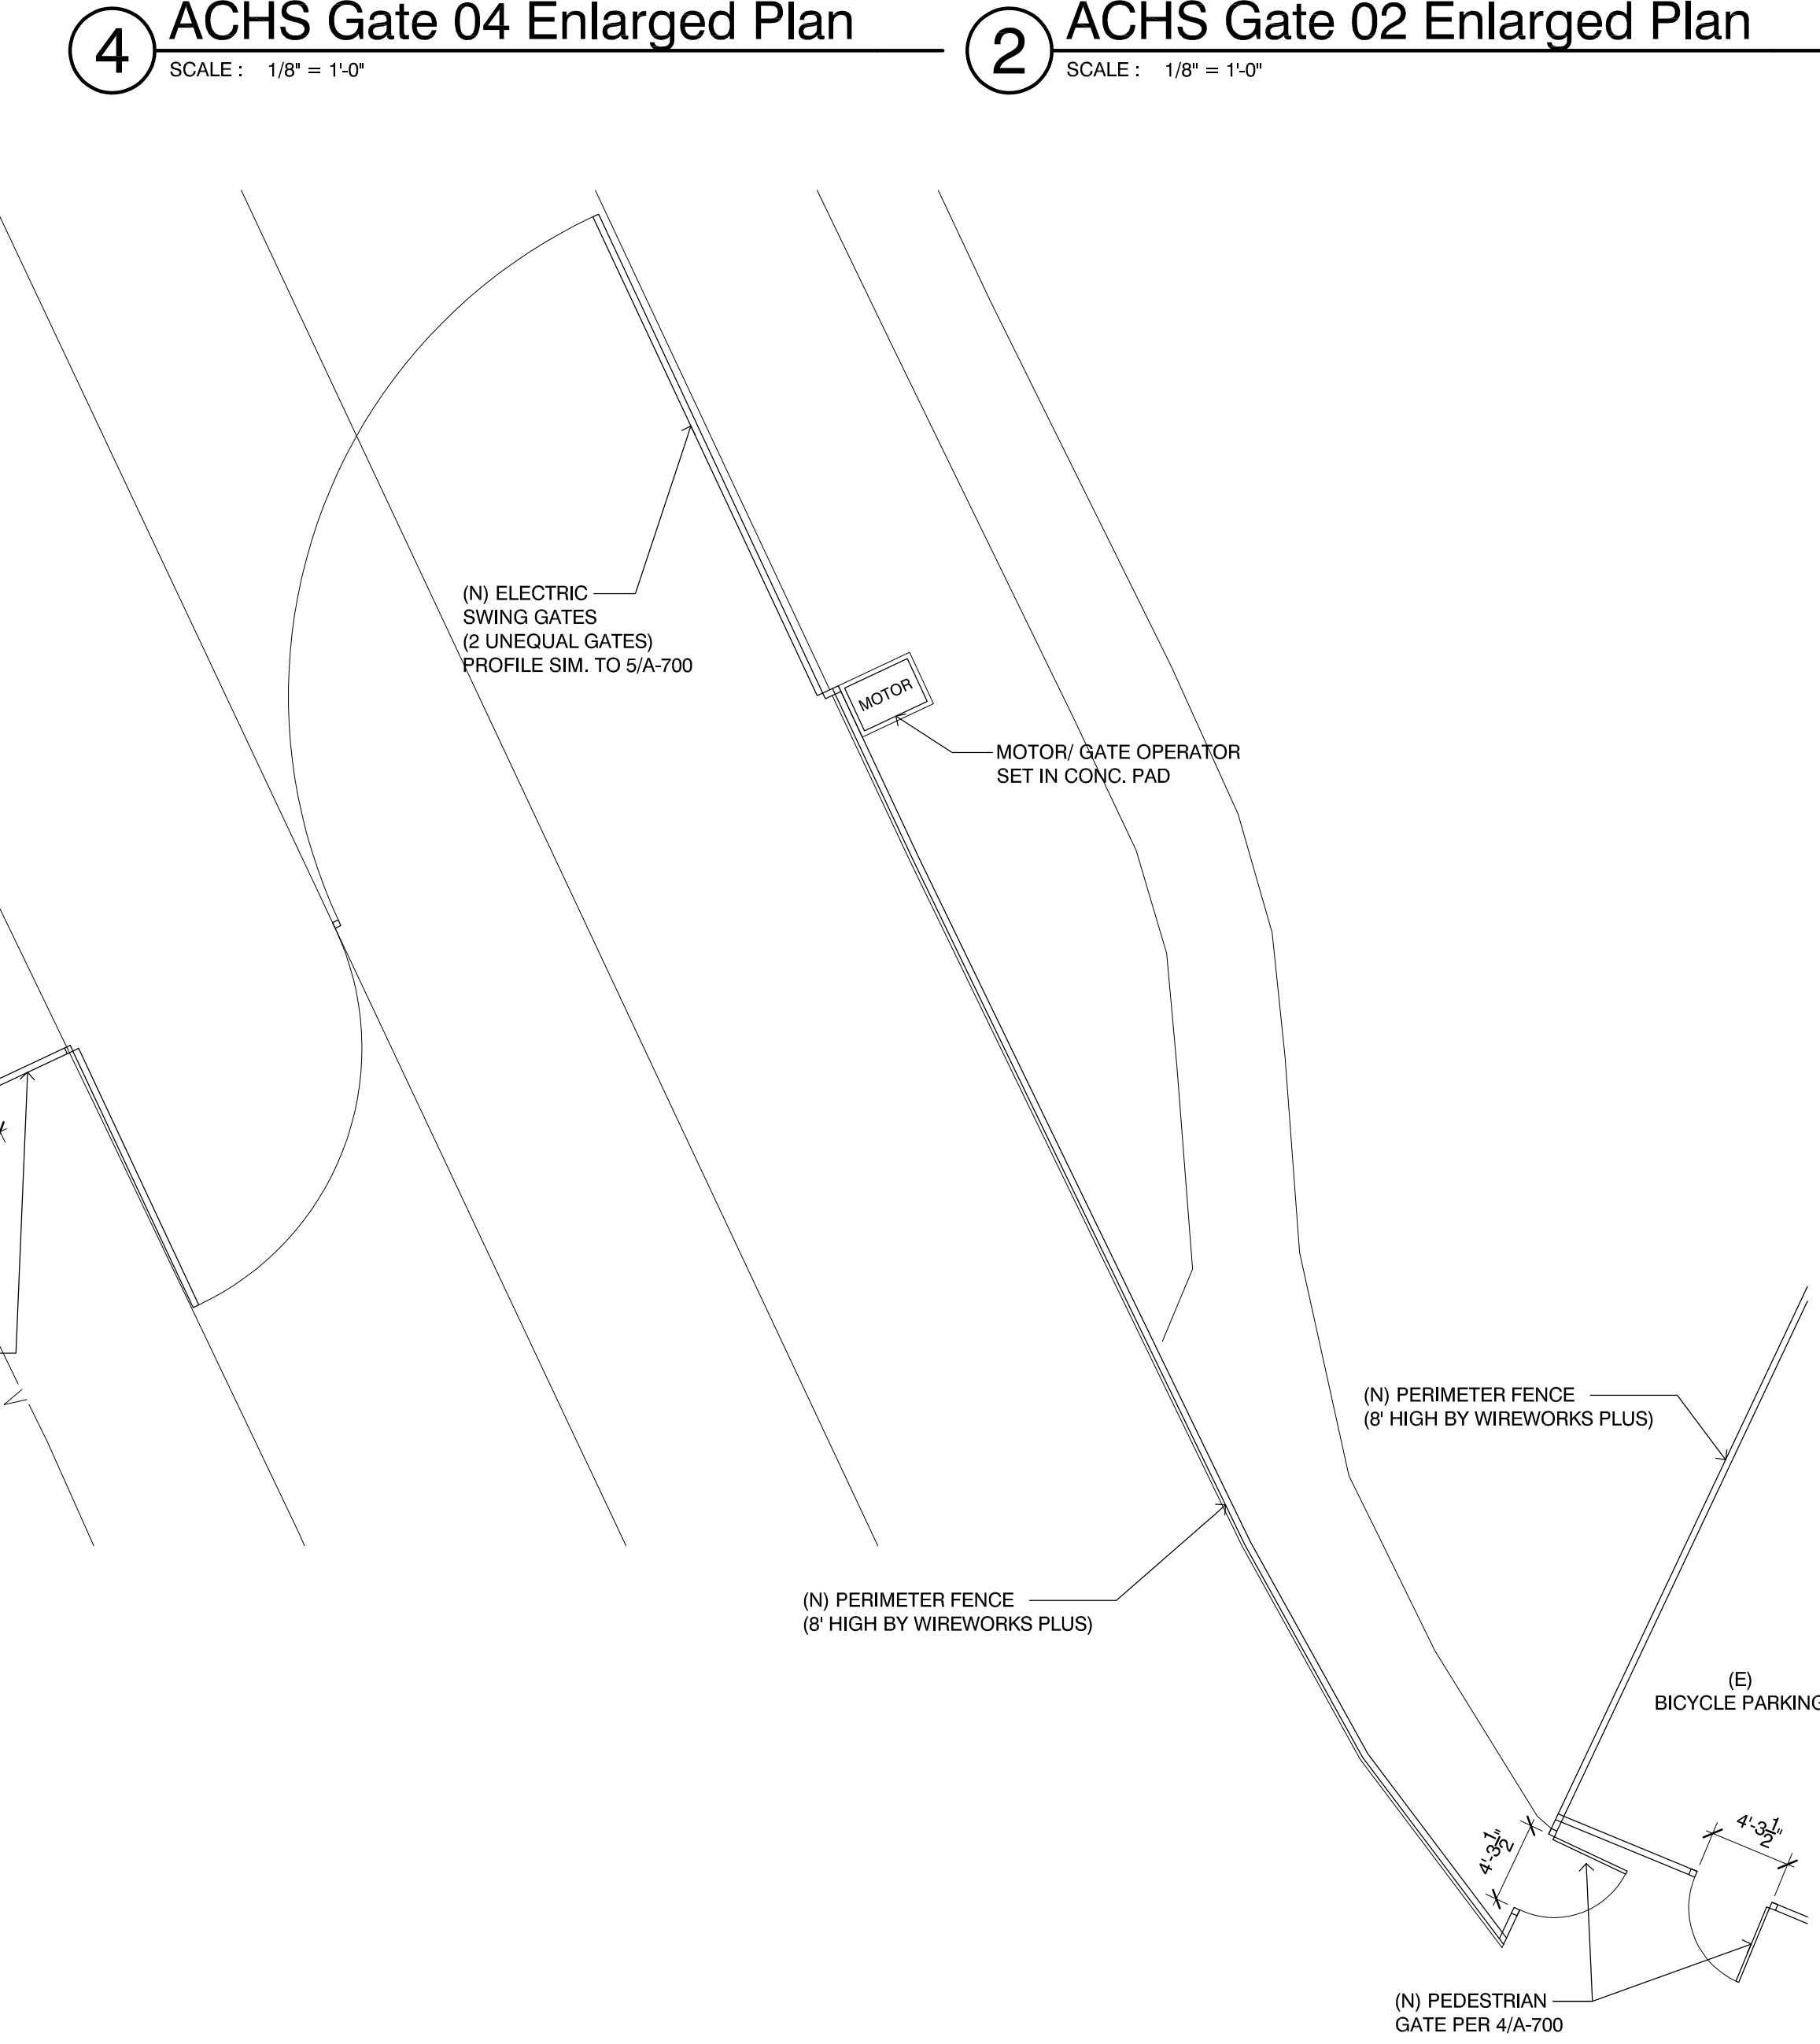 4
ACHS Gate 04 Enlarged Plan
SCALE : 1/8" = 1'-0"
2
ACHS Gate 02 Enlarged Plan
SCALE : 1/8" = 1'-0"
(N) ELECTRIC
SWING GATES
(2 UNEQUAL GATES)
PROFILE SIM. TO 5/A-700
MOTOR
MOTOR/ GATE OPERATOR
SET IN CONC. PAD
(N) PERIMETER FENCE
(8' HIGH BY WIREWORKS PLUS)
(N) PERIMETER FENCE
(8' HIGH BY WIREWORKS PLUS)
(E)
BICYCLE PARKING
4'-3 1/2"
4'-3 1/2"
(N) PEDESTRIAN
GATE PER 4/A-700